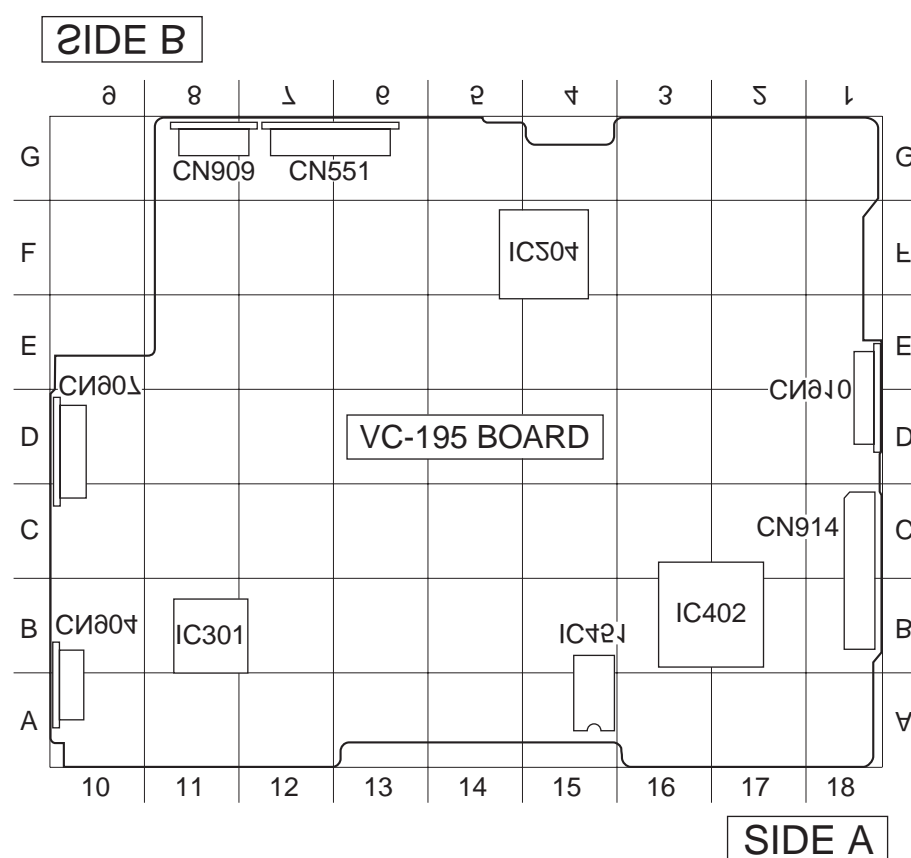 SIDE B
9 8 7 6 5 4 3 2 1
G CN909 CN551 G
F IC204 F
E E
CN907 CN910
D VC-195 BOARD D
C CN914 C
B CN904 IC301 IC451 IC402 B
A A
10 11 12 13 14 15 16 17 18
SIDE A